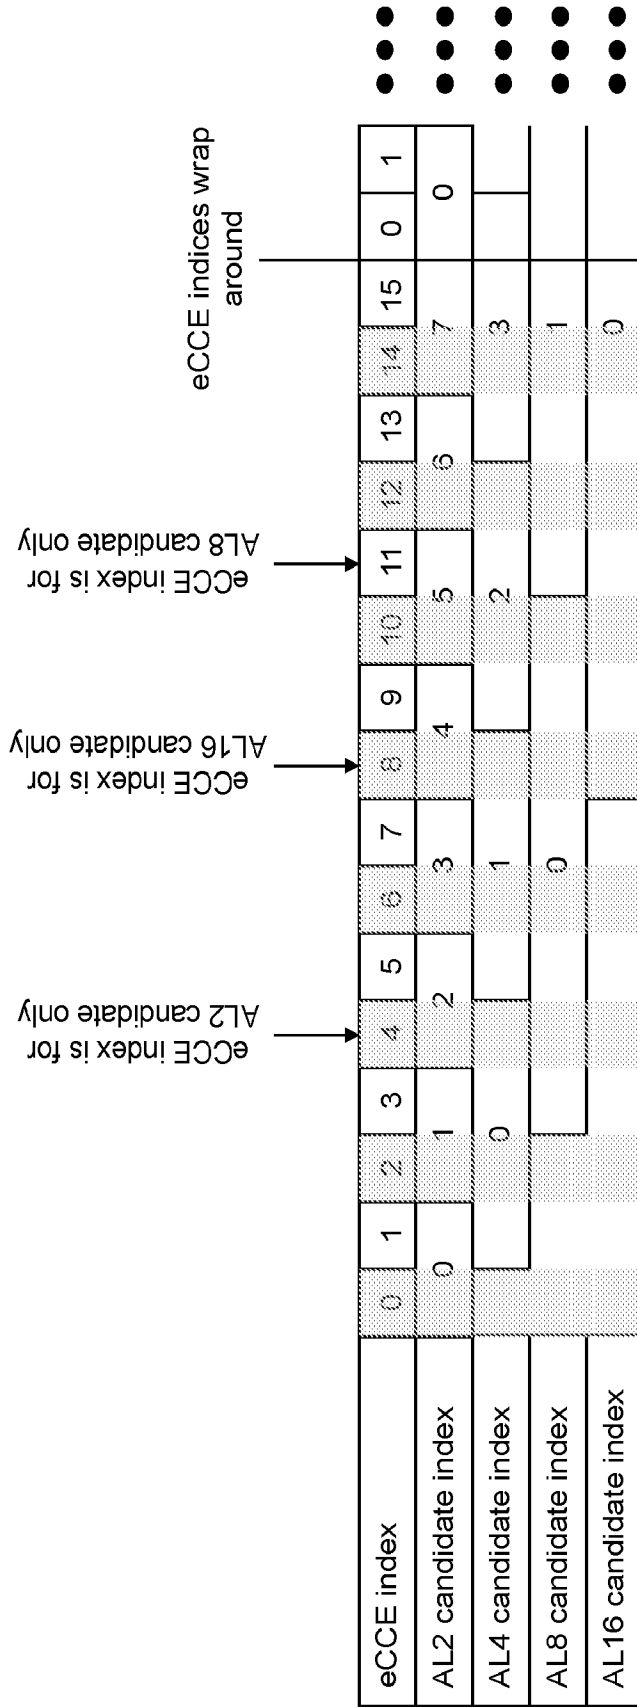 eCCE index is for
AL2 candidate only
eCCE index is for
AL16 candidate only
eCCE index is for
AL8 candidate only
eCCE indices wrap
around
eCCE index 0 1 2 3 4 5 6 7 8 9 10 11 12 13 14 15 0 1
AL2 candidate index 0 1 2 3 4 5 6 7 0
AL4 candidate index 0 1 2 3
AL8 candidate index 0 1
AL16 candidate index 0